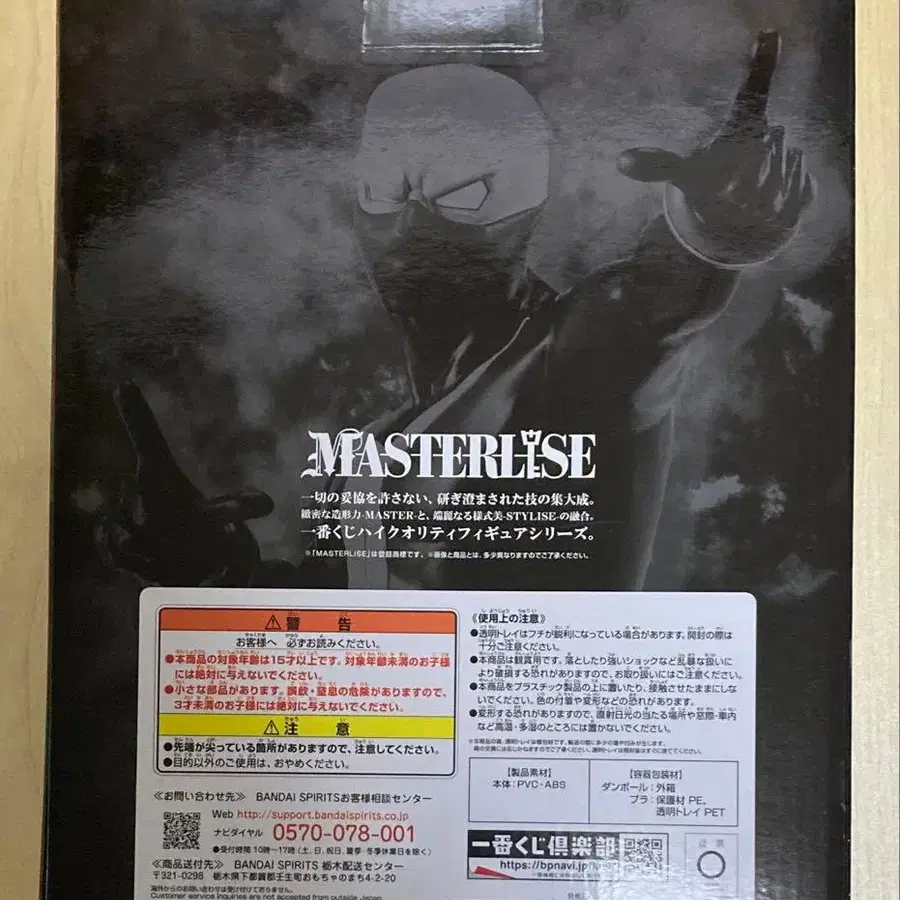 MASTERLISE
一切の妥協を許さない、研ぎ澄まされた技の集大成。
緻密な造形力-MASTER-と、端麗なる様式美-STYLISE-の融合。
一番くじハイクオリティフィギュアシリーズ。
※「MASTERLISE」は登録商標です。※画像と商品とは、多少異なりますのでご了承ください。
⚠警 告
お客様へ 必ずお読みください。
●本商品の対象年齢は15才以上です。対象年齢未満のお子様
には絶対に与えないでください。
●小さな部品があります。誤飲・窒息の危険がありますので、
3才未満のお子様には絶対に与えないでください。
⚠注 意
●先端が尖っている箇所がありますので、注意してください。
●目的以外のご使用は、おやめください。
《使用上の注意》
●透明トレイはフチが鋭利になっている場合があります。開封の際は
十分ご注意ください。
●本商品は観賞用です。落としたり強いショックなど乱暴な扱いに
より破損する恐れがありますので、お取り扱いにはご注意ください。
●本商品をプラスチック製品の上に置いたり、接触させたままにしな
いでください。色の付着や変形などの恐れがあります。
●変形する恐れがありますので、直射日光の当たる場所や窓際・車内
など高温・多湿のところには置かないでください。
【製品素材】
本体：PVC・ABS
【容器包装材】
ダンボール：外箱
プラ：保護材 PE、
透明トレイ PET
≪お問い合わせ先≫ BANDAI SPIRITSお客様相談センター
Web http://support.bandaispirits.co.jp
ナビダイヤル 0570-078-001
●受付時間 10時〜17時（土、日、祝日、夏季・冬季休業日を除く）
≪商品送付先≫ BANDAI SPIRITS 栃木配送センター
〒321-0298 栃木県下都賀郡壬生町おもちゃのまち4-2-20
海外からのお問い合わせは受け付けておりません。
Customer service inquiries are not accepted from outside Japan.
一番くじ倶楽部
https://bpnavi.jp/